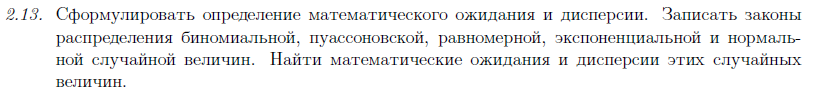 2.13. Сформулировать определение математического ожидания и дисперсии. Записать законы
распределения биномиальной, пуассоновской, равномерной, экспоненциальной и нормаль-
ной случайной величин. Найти математические ожидания и дисперсии этих случайных
величин.